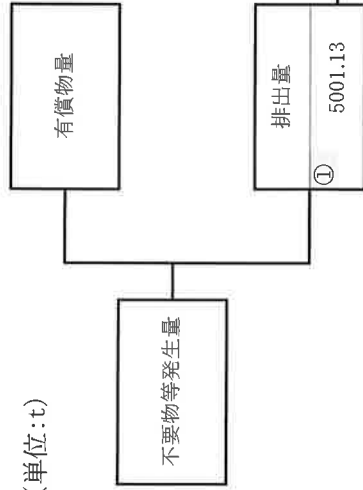 (単位:t)
不要物等発生量
有償物量
排出量
①
5001.13